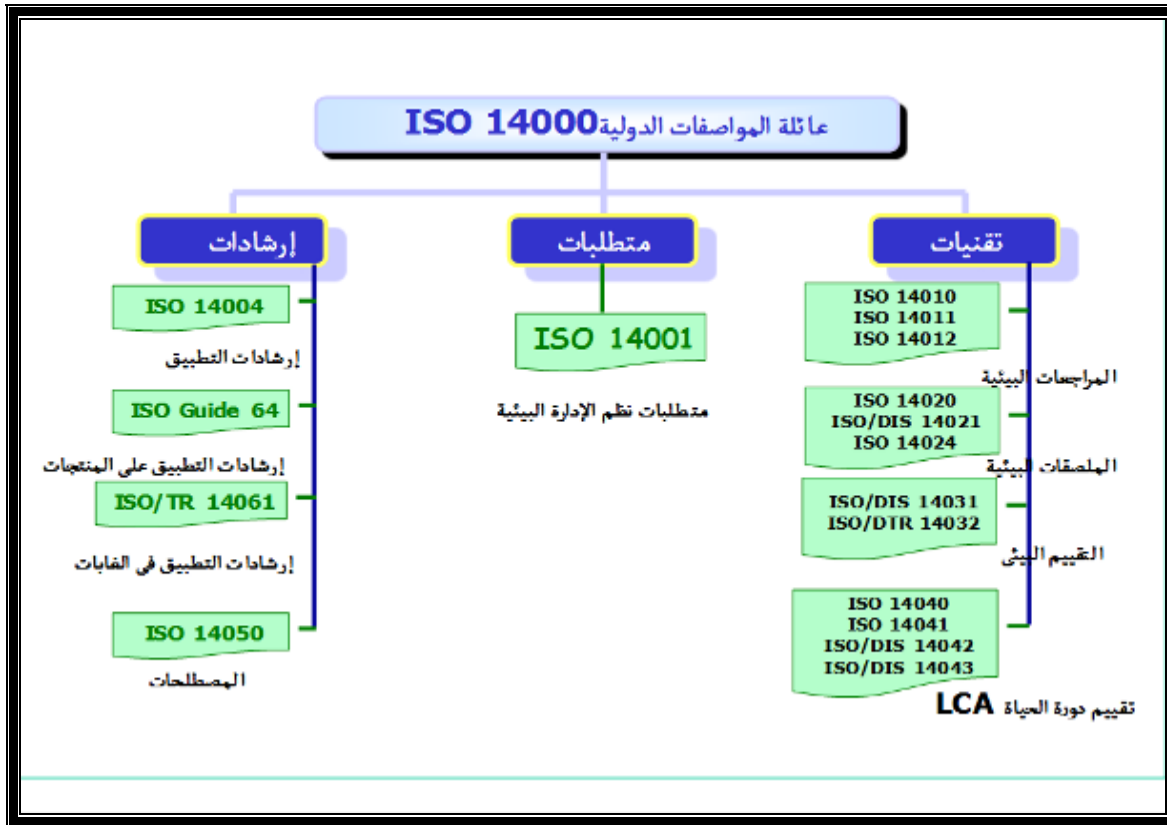 عائلة المواصفات الدولية ISO 14000
تقنيات
ISO 14010
ISO 14011
ISO 14012
المراجعات البيئية
ISO 14020
ISO/DIS 14021
ISO 14024
الملصقات البيئية
ISO/DIS 14031
ISO/DTR 14032
التقييم البيئى
ISO 14040
ISO 14041
ISO/DIS 14042
ISO/DIS 14043
تقييم دورة الحياة LCA
متطلبات
ISO 14001
متطلبات نظم الإدارة البيئية
إرشادات
ISO 14004
إرشادات التطبيق
ISO Guide 64
إرشادات التطبيق على المنتجات
ISO/TR 14061
إرشادات التطبيق فى الغابات
ISO 14050
المصطلحات